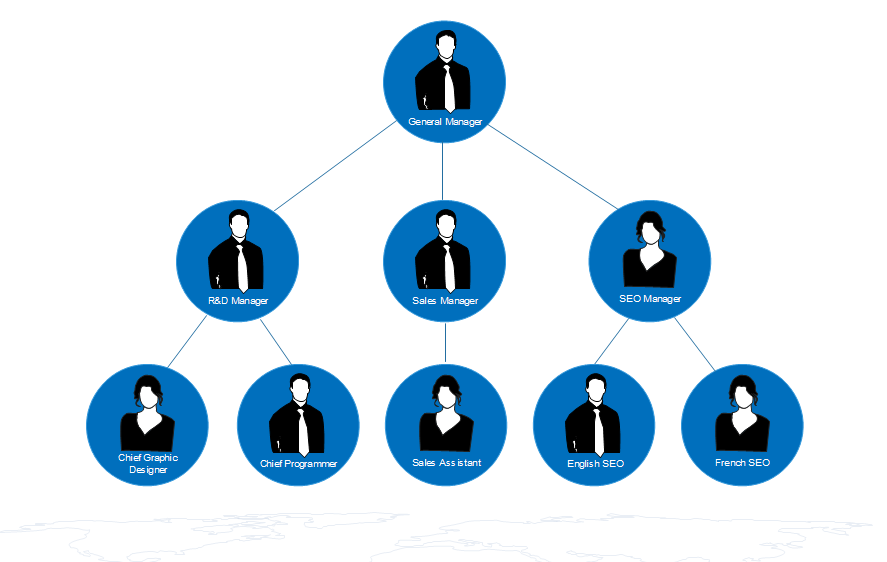 General Manager
R&D Manager
Sales Manager
SEO Manager
Chief Graphic
Designer
Chief Programmer
Sales Assistant
English SEO
French SEO